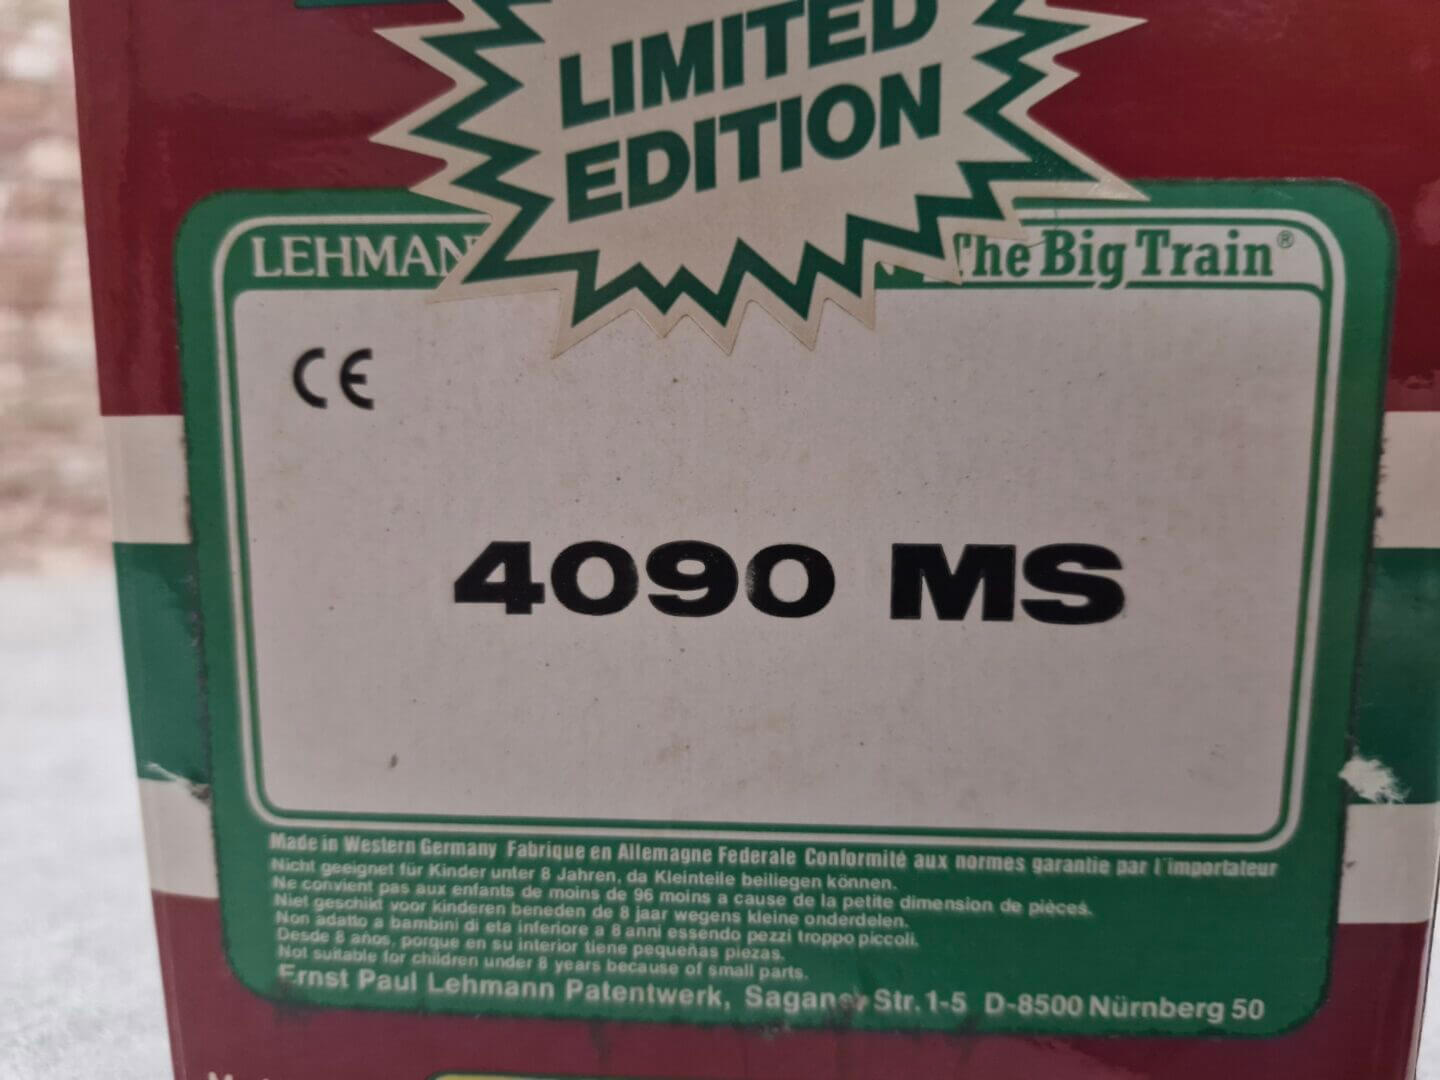 LIMITED
EDITION
LEHMAN The Big Train®
CE
4090 MS
Made in Western Germany Fabrique en Allemagne Federale Conformité aux normes garantie par l'importateur
Nicht geeignet für Kinder unter 8 Jahren, da Kleinteile beiliegen können.
Ne convient pas aux enfants de moins de 96 moins a cause de la petite dimension de pièces.
Niet geschikt voor kinderen beneden de 8 jaar wegens kleine onderdelen.
Non adatto a bambini di eta inferiore a 8 anni essendo pezzi troppo piccoli.
Desde 8 años, porque en su interior tiene pequeñas piezas.
Not suitable for children under 8 years because of small parts.
Ernst Paul Lehmann Patentwerk, Saganer Str. 1-5 D-8500 Nürnberg 50